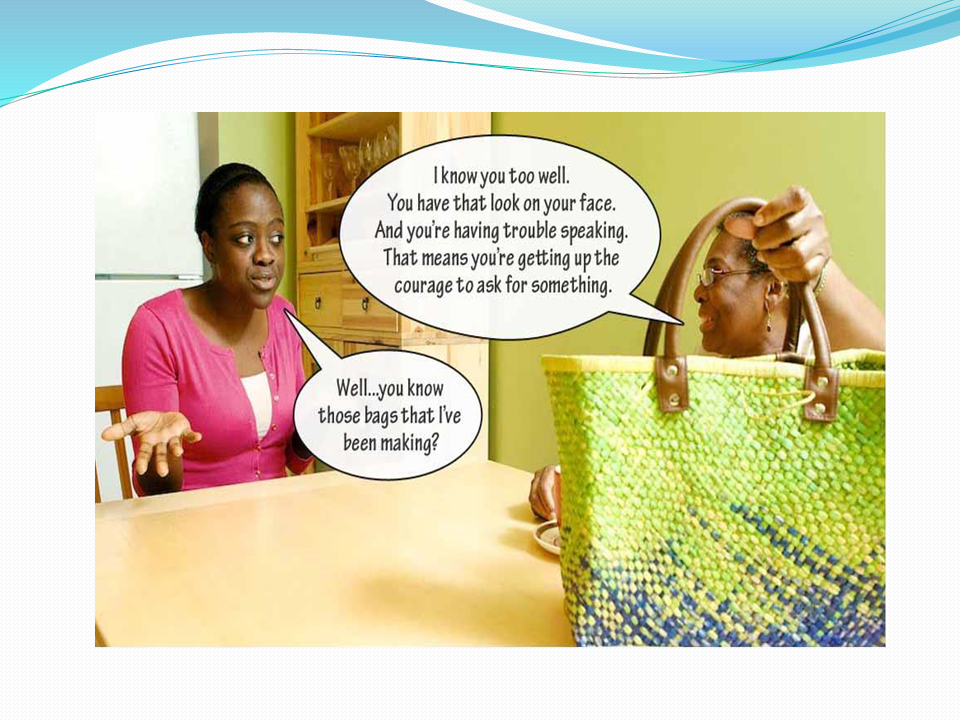 I know you too well.
You have that look on your face.
And you're having trouble speaking.
That means you're getting up the
courage to ask for something.
Well...you know
those bags that I've
been making?